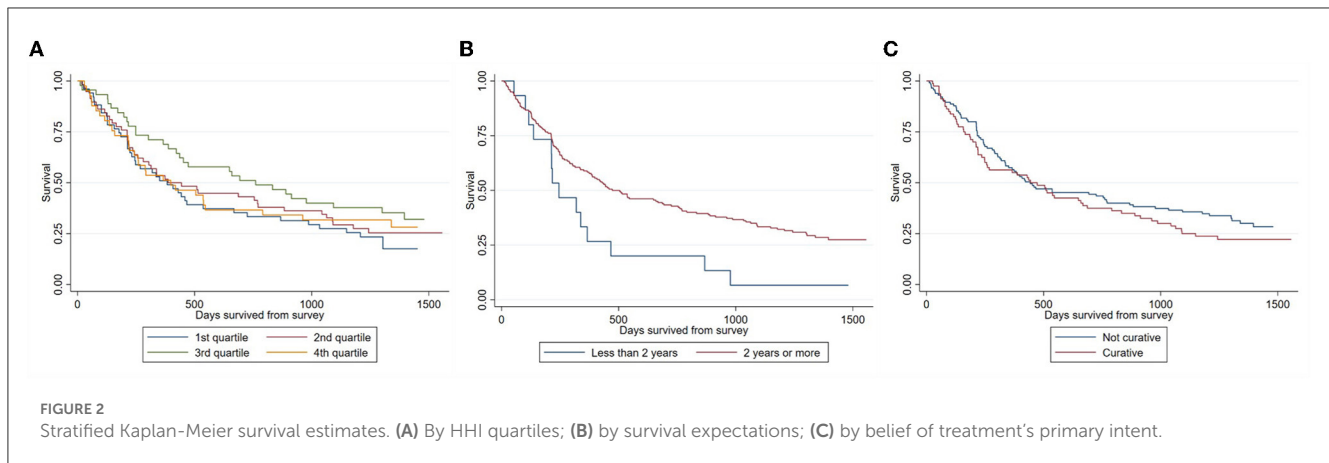 A
B
C
1.00
0.75
0.50
0.25
0.00
Survival
0
500
1000
1500
Days survived from survey
1st quartile
2nd quartile
3rd quartile
4th quartile
1.00
0.75
0.50
0.25
0.00
Survival
0
500
1000
1500
Days survived from survey
Less than 2 years
2 years or more
1.00
0.75
0.50
0.25
0.00
Survival
0
500
1000
1500
Days survived from survey
Not curative
Curative
FIGURE 2
Stratified Kaplan-Meier survival estimates. (A) By HHI quartiles; (B) by survival expectations; (C) by belief of treatment's primary intent.